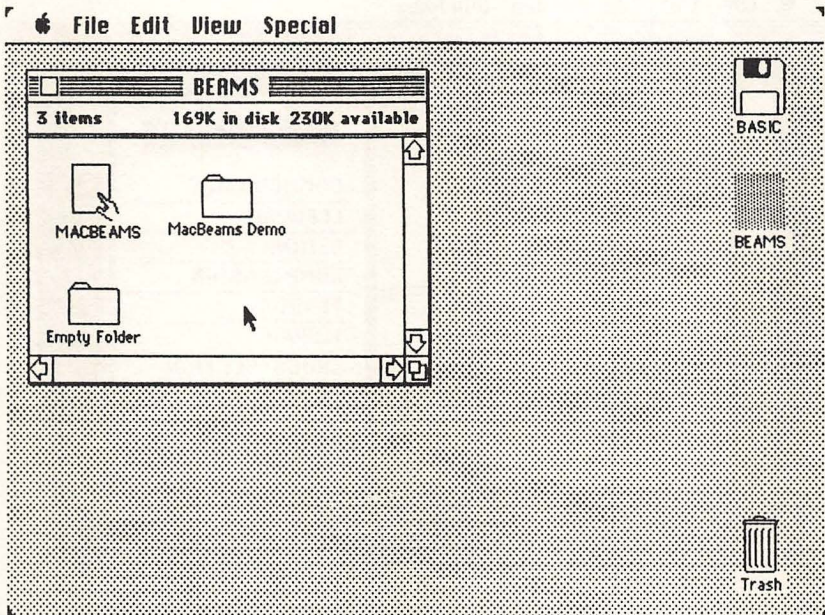 File Edit View Special
BEAMS
3 items 169K in disk 230K available
MACBEAMS
MacBeams Demo
Empty Folder
BASIC
BEAMS
Trash